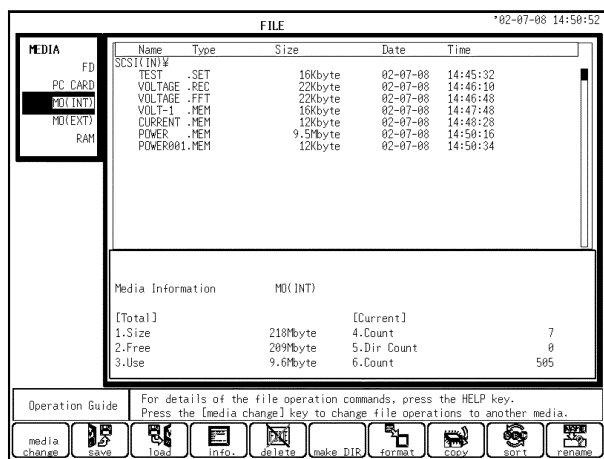 FILE
'02-07-08 14:50:52
MEDIA
FD
PC CARD
MO(INT)
MO(EXT)
RAM
Name Type Size Date Time
SCSI(IN)¥
TEST .SET 16Kbyte 02-07-08 14:45:32
VOLTAGE .REC 22Kbyte 02-07-08 14:46:10
VOLTAGE .FFT 22Kbyte 02-07-08 14:46:48
VOLT-1 .MEM 16Kbyte 02-07-08 14:47:48
CURRENT .MEM 12Kbyte 02-07-08 14:48:28
POWER .MEM 9.5Mbyte 02-07-08 14:50:16
POWER001.MEM 12Kbyte 02-07-08 14:50:34
Media Information MO(INT)
[Total] [Current]
1.Size 218Mbyte 4.Count 7
2.Free 209Mbyte 5.Dir Count 0
3.Use 9.6Mbyte 6.Count 505
Operation Guide
For details of the file operation commands, press the HELP key.
Press the [media change] key to change file operations to another media.
media change
save
load
info.
delete
make DIR
format
copy
sort
rename